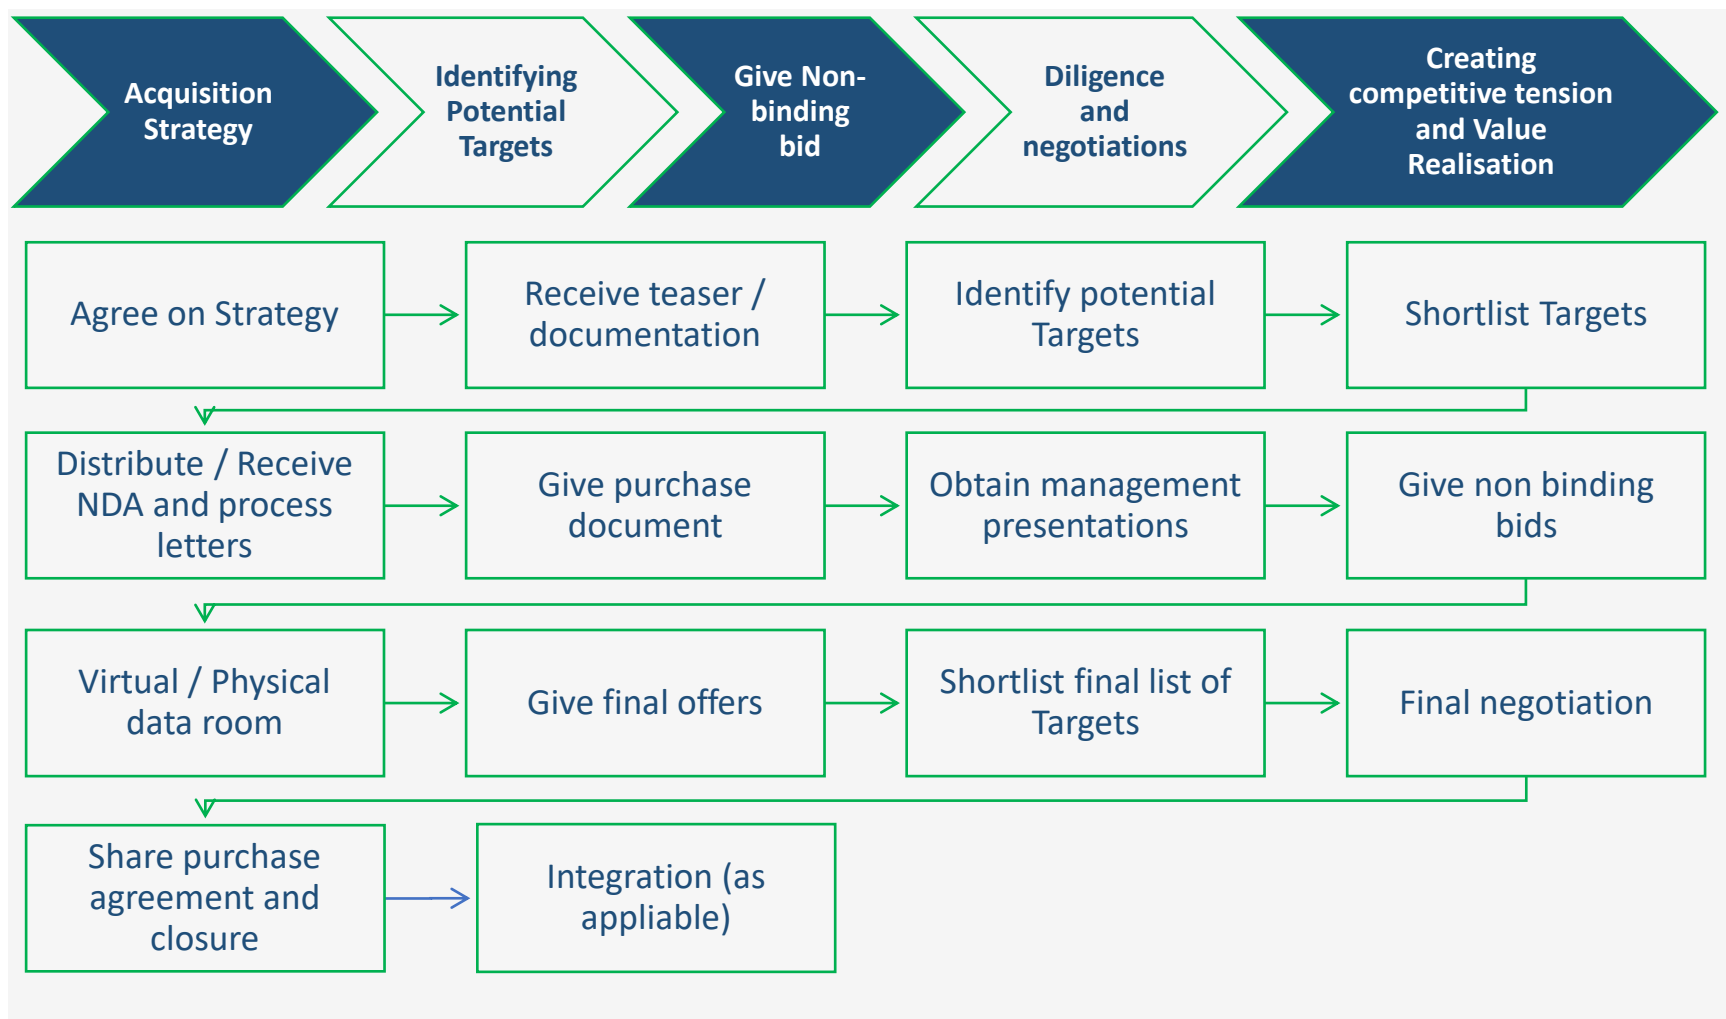 Acquisition
Strategy
Identifying
Potential
Targets
Give Non-
binding
bid
Diligence
and
negotiations
Creating
competitive tension
and Value
Realisation
Agree on Strategy
Receive teaser /
documentation
Identify potential
Targets
Shortlist Targets
Distribute / Receive
NDA and process
letters
Give purchase
document
Obtain management
presentations
Give non binding
bids
Virtual / Physical
data room
Give final offers
Shortlist final list of
Targets
Final negotiation
Share purchase
agreement and
closure
Integration (as
appliable)